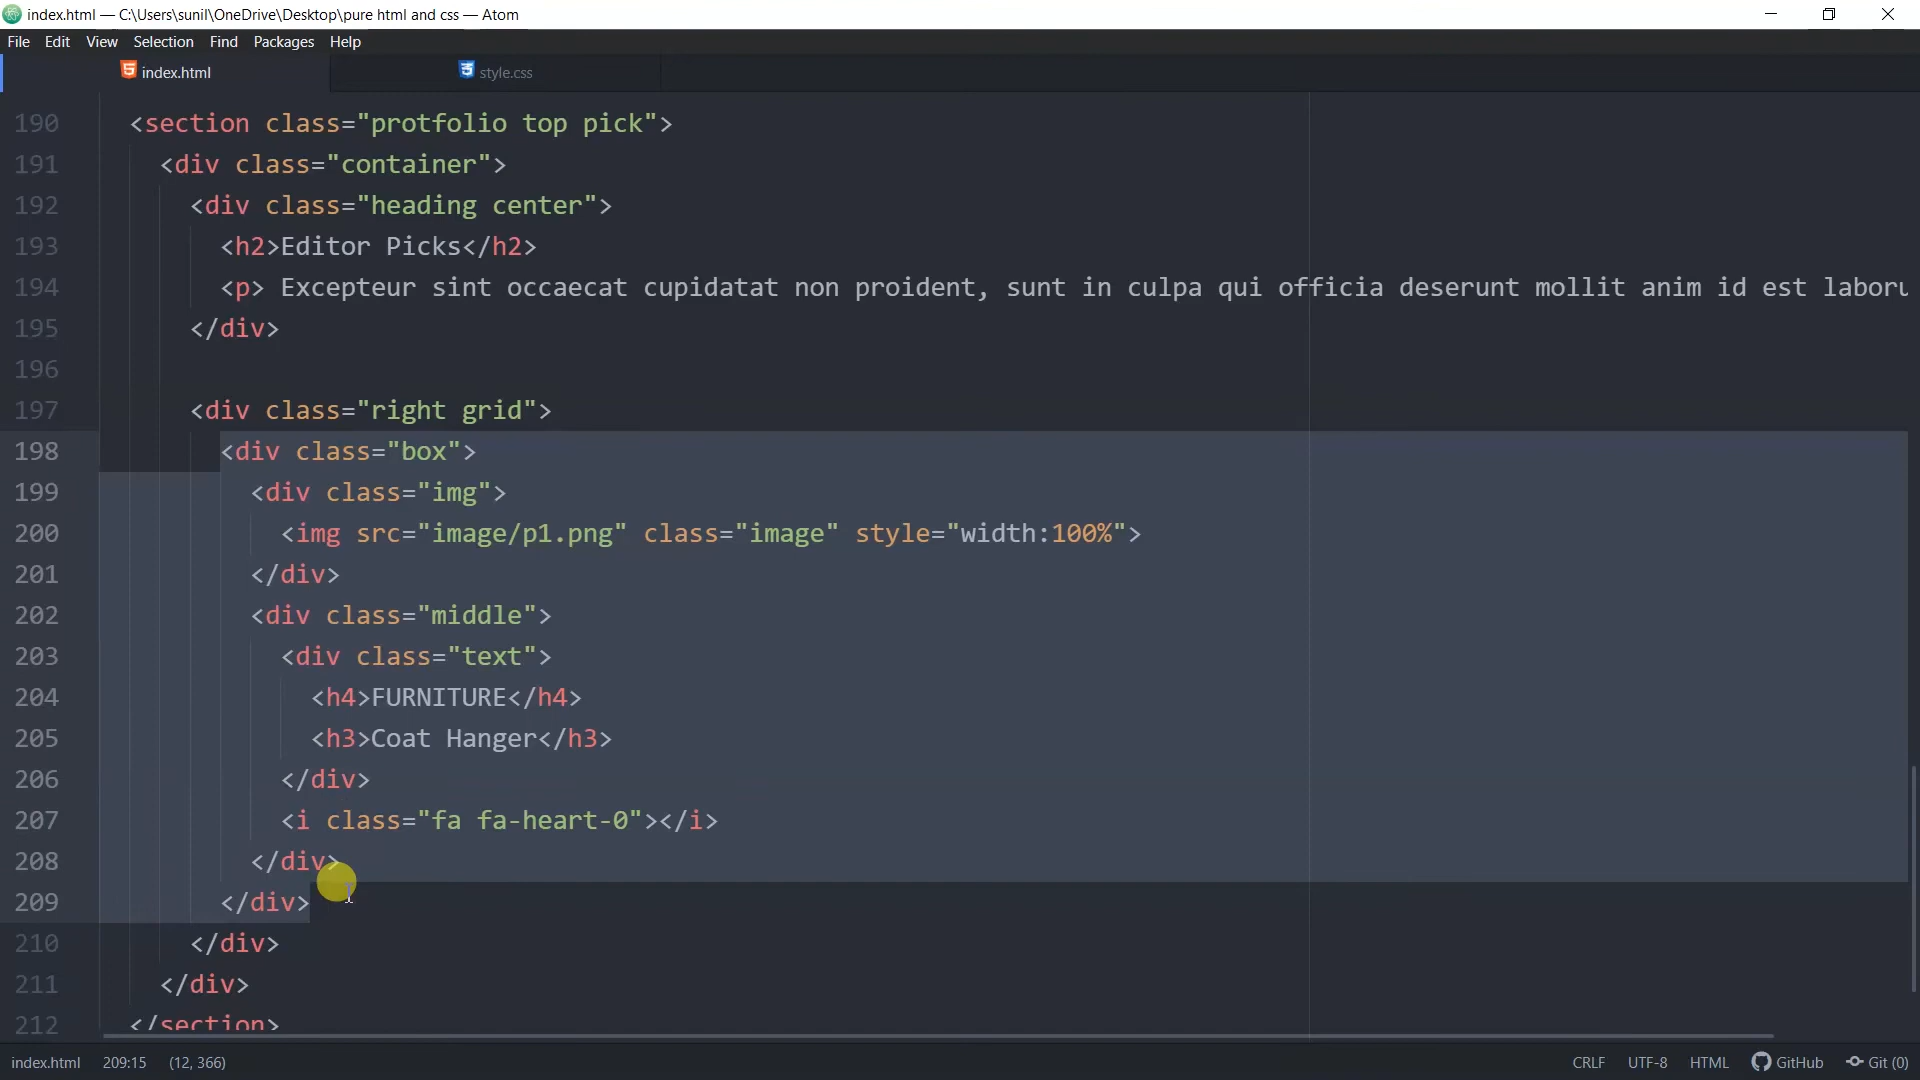 index.html — C:\Users\sunil\OneDrive\Desktop\pure html and css — Atom
File Edit View Selection Find Packages Help
index.html style.css
190 <section class="protfolio top pick">
191 <div class="container">
192 <div class="heading center">
193 <h2>Editor Picks</h2>
194 <p> Excepteur sint occaecat cupidatat non proident, sunt in culpa qui officia deserunt mollit anim id est laboru
195 </div>
196
197 <div class="right grid">
198 <div class="box">
199 <div class="img">
200 <img src="image/p1.png" class="image" style="width:100%">
201 </div>
202 <div class="middle">
203 <div class="text">
204 <h4>FURNITURE</h4>
205 <h3>Coat Hanger</h3>
206 </div>
207 <i class="fa fa-heart-0"></i>
208 </div>
209 </div>
210 </div>
211 </div>
212 </section>
index.html 209:15 (12, 366) CRLF UTF-8 HTML GitHub Git (0)